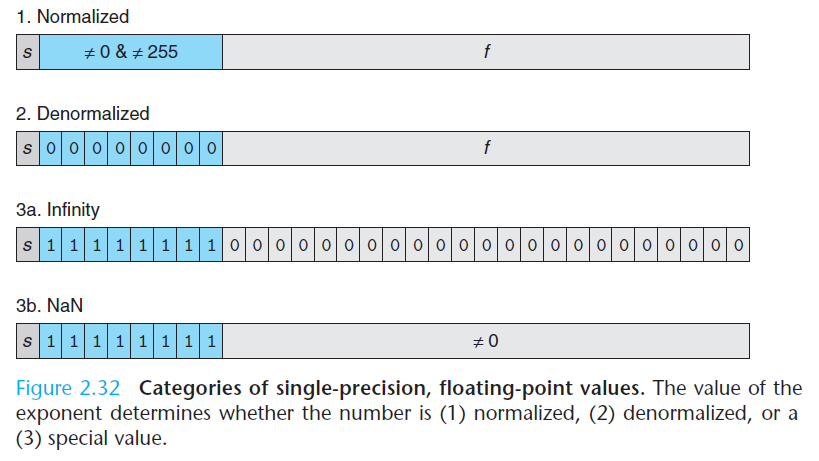 1. Normalized
s ≠ 0 & ≠ 255 f
2. Denormalized
s 0 0 0 0 0 0 0 0 f
3a. Infinity
s 1 1 1 1 1 1 1 1 0 0 0 0 0 0 0 0 0 0 0 0 0 0 0 0 0 0 0 0 0 0 0
3b. NaN
s 1 1 1 1 1 1 1 1 ≠ 0
Figure 2.32 Categories of single-precision, floating-point values. The value of the
exponent determines whether the number is (1) normalized, (2) denormalized, or a
(3) special value.